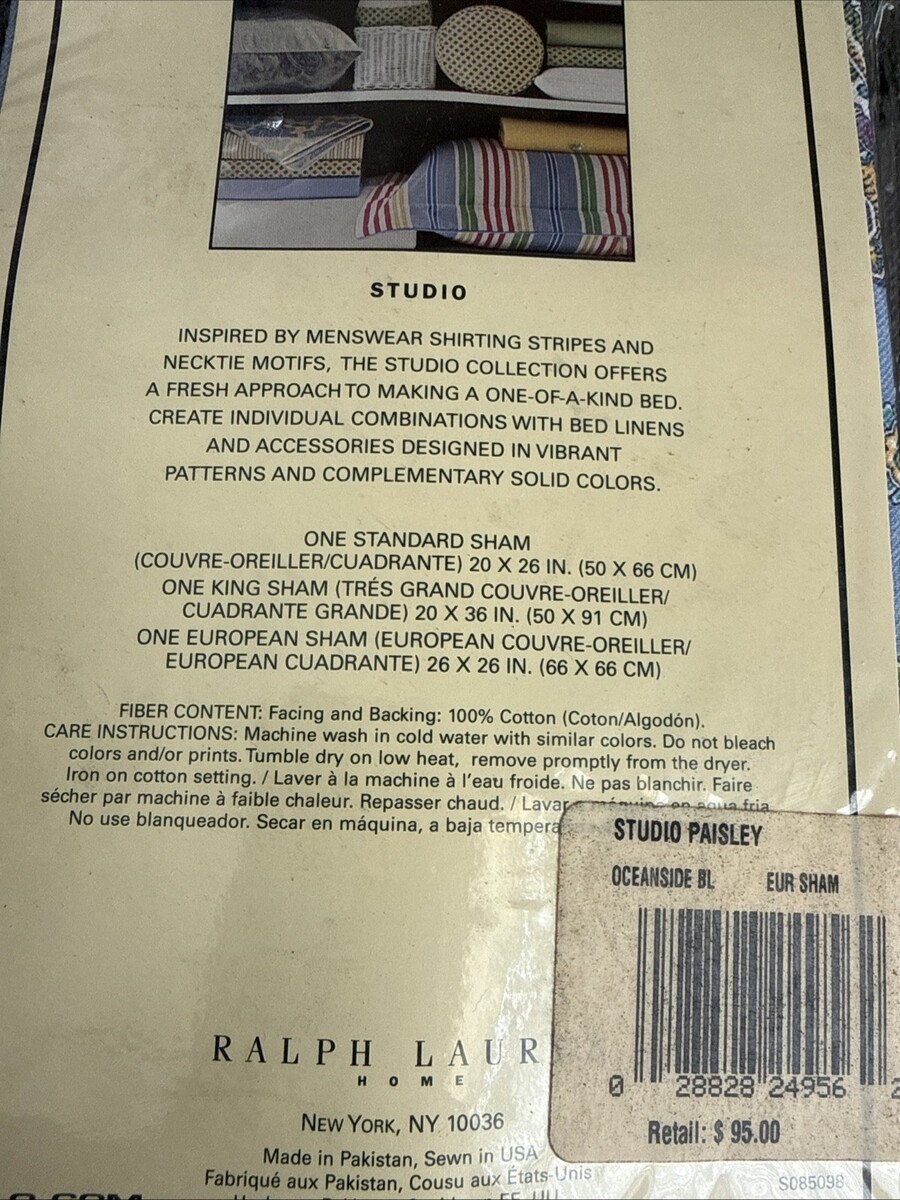 STUDIO
INSPIRED BY MENSWEAR SHIRTING STRIPES AND
NECKTIE MOTIFS, THE STUDIO COLLECTION OFFERS
A FRESH APPROACH TO MAKING A ONE-OF-A-KIND BED.
CREATE INDIVIDUAL COMBINATIONS WITH BED LINENS
AND ACCESSORIES DESIGNED IN VIBRANT
PATTERNS AND COMPLEMENTARY SOLID COLORS.
ONE STANDARD SHAM
(COUVRE-OREILLER/CUADRANTE) 20 X 26 IN. (50 X 66 CM)
ONE KING SHAM (TRÉS GRAND COUVRE-OREILLER/
CUADRANTE GRANDE) 20 X 36 IN. (50 X 91 CM)
ONE EUROPEAN SHAM (EUROPEAN COUVRE-OREILLER/
EUROPEAN CUADRANTE) 26 X 26 IN. (66 X 66 CM)
FIBER CONTENT: Facing and Backing: 100% Cotton (Coton/Algodón).
CARE INSTRUCTIONS: Machine wash in cold water with similar colors. Do not bleach
colors and/or prints. Tumble dry on low heat, remove promptly from the dryer.
Iron on cotton setting. / Laver à la machine à l'eau froide. Ne pas blanchir. Faire
sécher par machine à faible chaleur. Repasser chaud. / Lavar a máquina en agua fria
No use blanqueador. Secar en máquina, a baja tempera
STUDIO PAISLEY
OCEANSIDE BL EUR SHAM
0 28828 24956 2
Retail: $ 95.00
RALPH LAUR
HOME
NEW YORK, NY 10036
Made in Pakistan, Sewn in USA
Fabriqué aux Pakistan, Cousu aux États-Unis
S085098